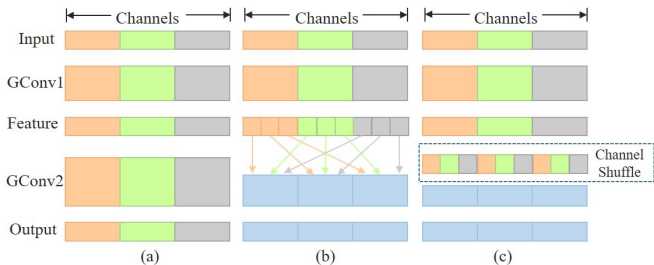 Channels Channels Channels
Input
GConv1
Feature
Channel
Shuffle
GConv2
Output
(a) (b) (c)